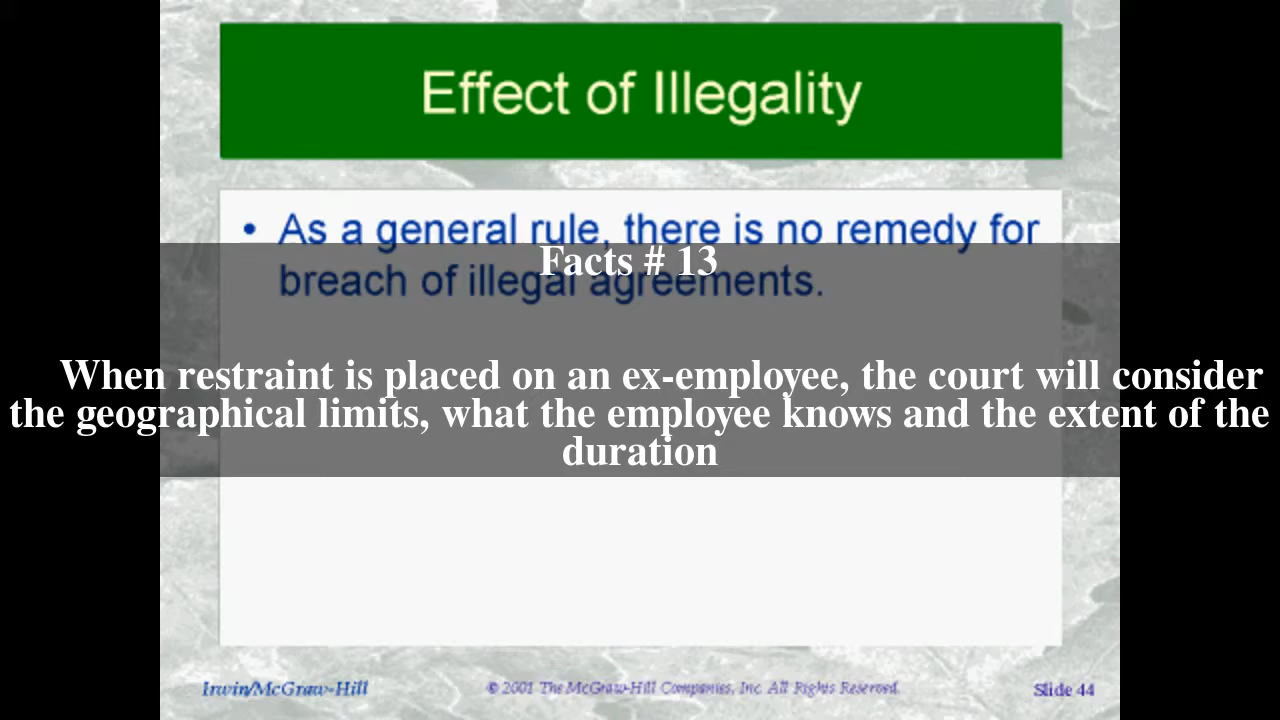 Effect of Illegality
• As a general rule, there is no remedy for
breach of illegal agreements.
Facts # 13
When restraint is placed on an ex-employee, the court will consider
the geographical limits, what the employee knows and the extent of the
duration
Irwin/McGraw-Hill
© 2001 The McGraw-Hill Companies, Inc. All Rights Reserved.
Slide 44